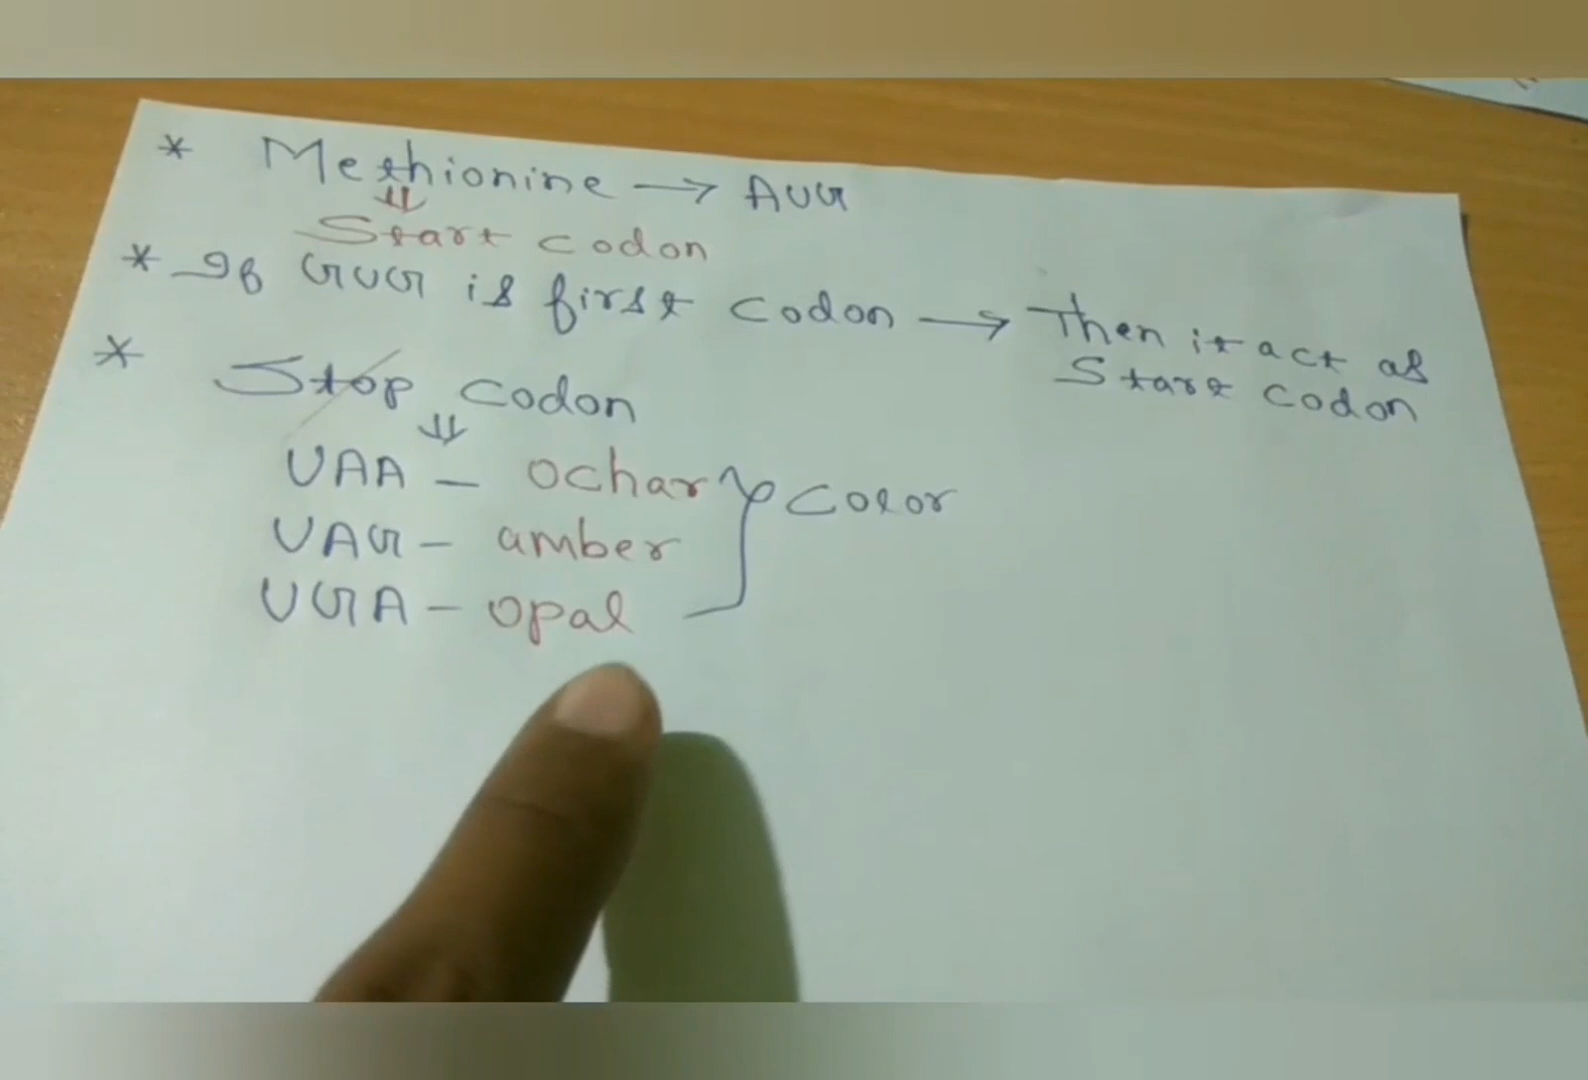 * Methionine → AUG
⇓
Start codon
* If GUG is first codon → Then it act as
Start codon
* Stop codon
⇓
UAA - ochar } color
UAG - amber
UGA - opal